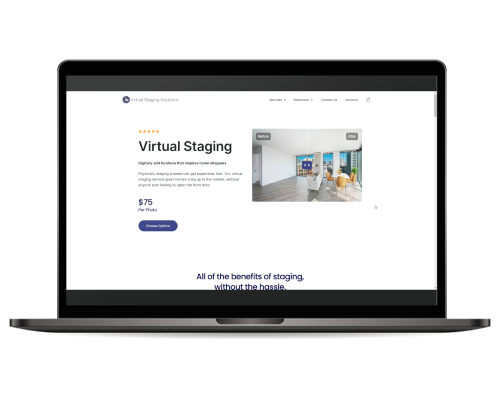 Virtual Staging Solutions
Services
Resources
Contact Us
Account
Virtual Staging
Digitally add furniture that inspires home shoppers
Physically staging a home can get expensive, fast. Our virtual
staging service gives homes a leg up in the market, without
anyone ever having to open the front door.
$75
Per Photo
Choose Options
Before
After
All of the benefits of staging,
without the hassle.